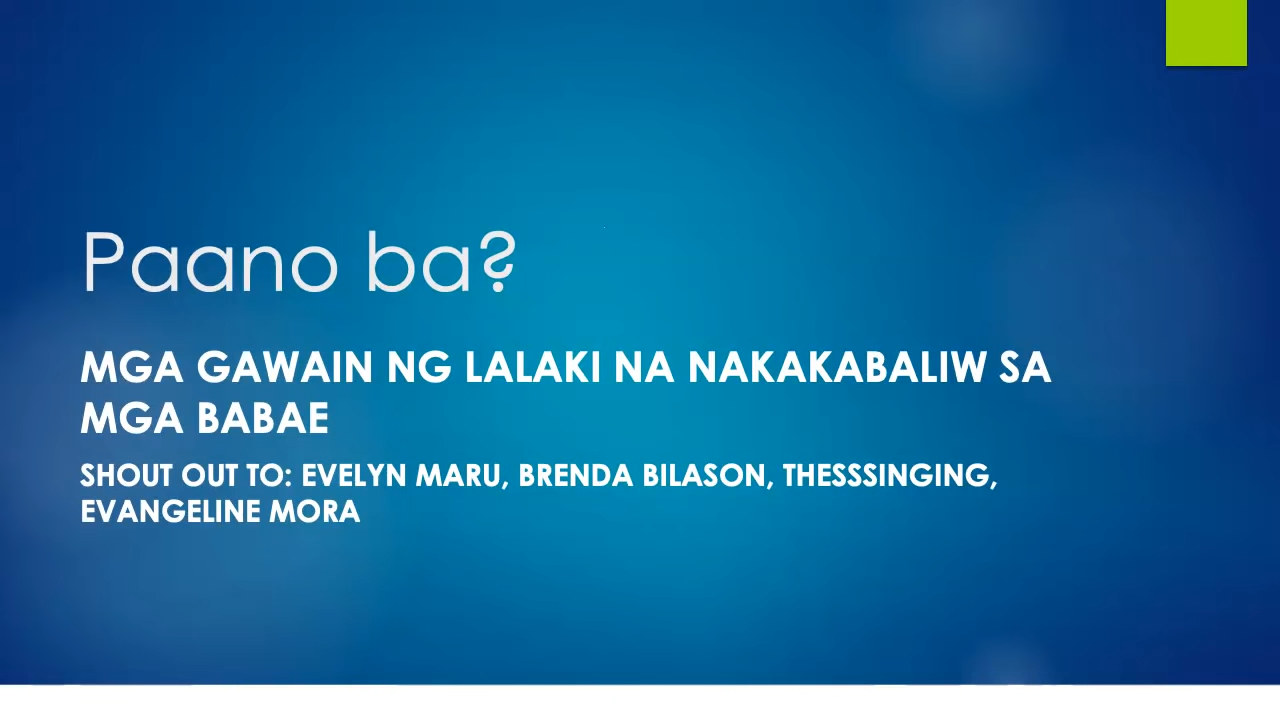 Paano ba?
MGA GAWAIN NG LALAKI NA NAKAKABALIW SA
MGA BABAE
SHOUT OUT TO: EVELYN MARU, BRENDA BILASON, THESSSINGING,
EVANGELINE MORA